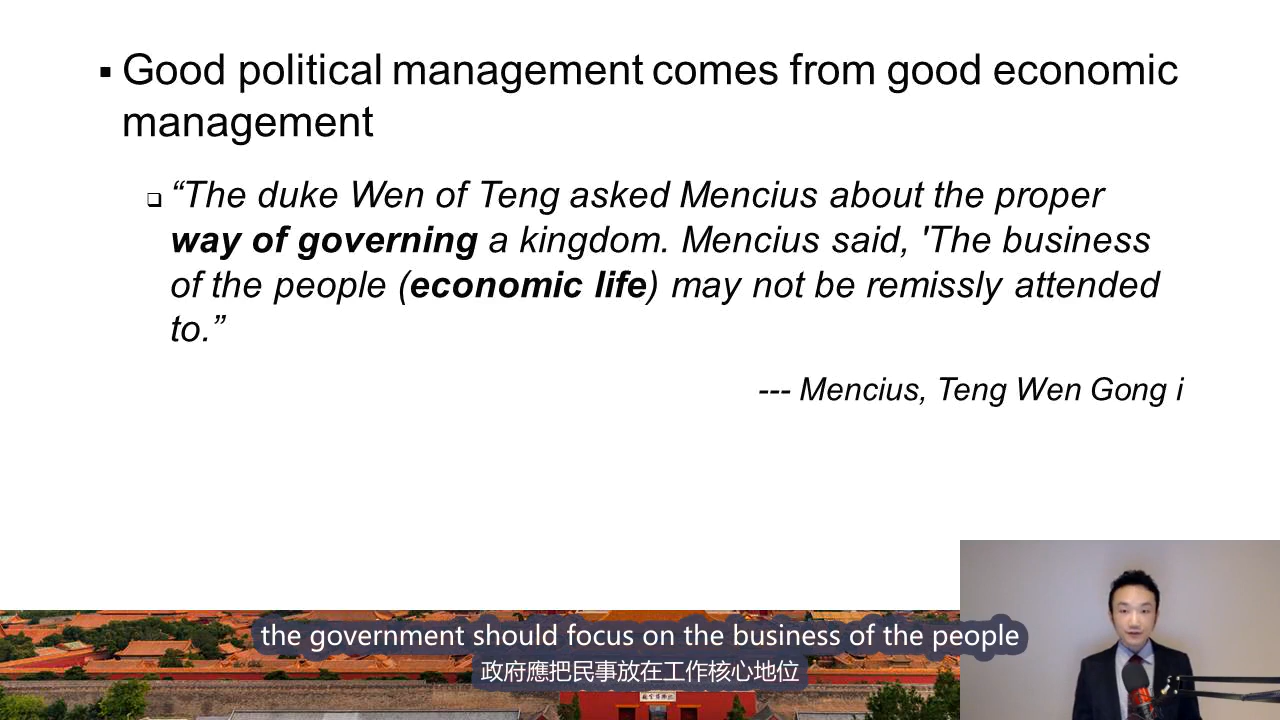 Good political management comes from good economic
management
“The duke Wen of Teng asked Mencius about the proper
way of governing a kingdom. Mencius said, 'The business
of the people (economic life) may not be remissly attended
to.”
--- Mencius, Teng Wen Gong i
the government should focus on the business of the people
政府應把民事放在工作核心地位